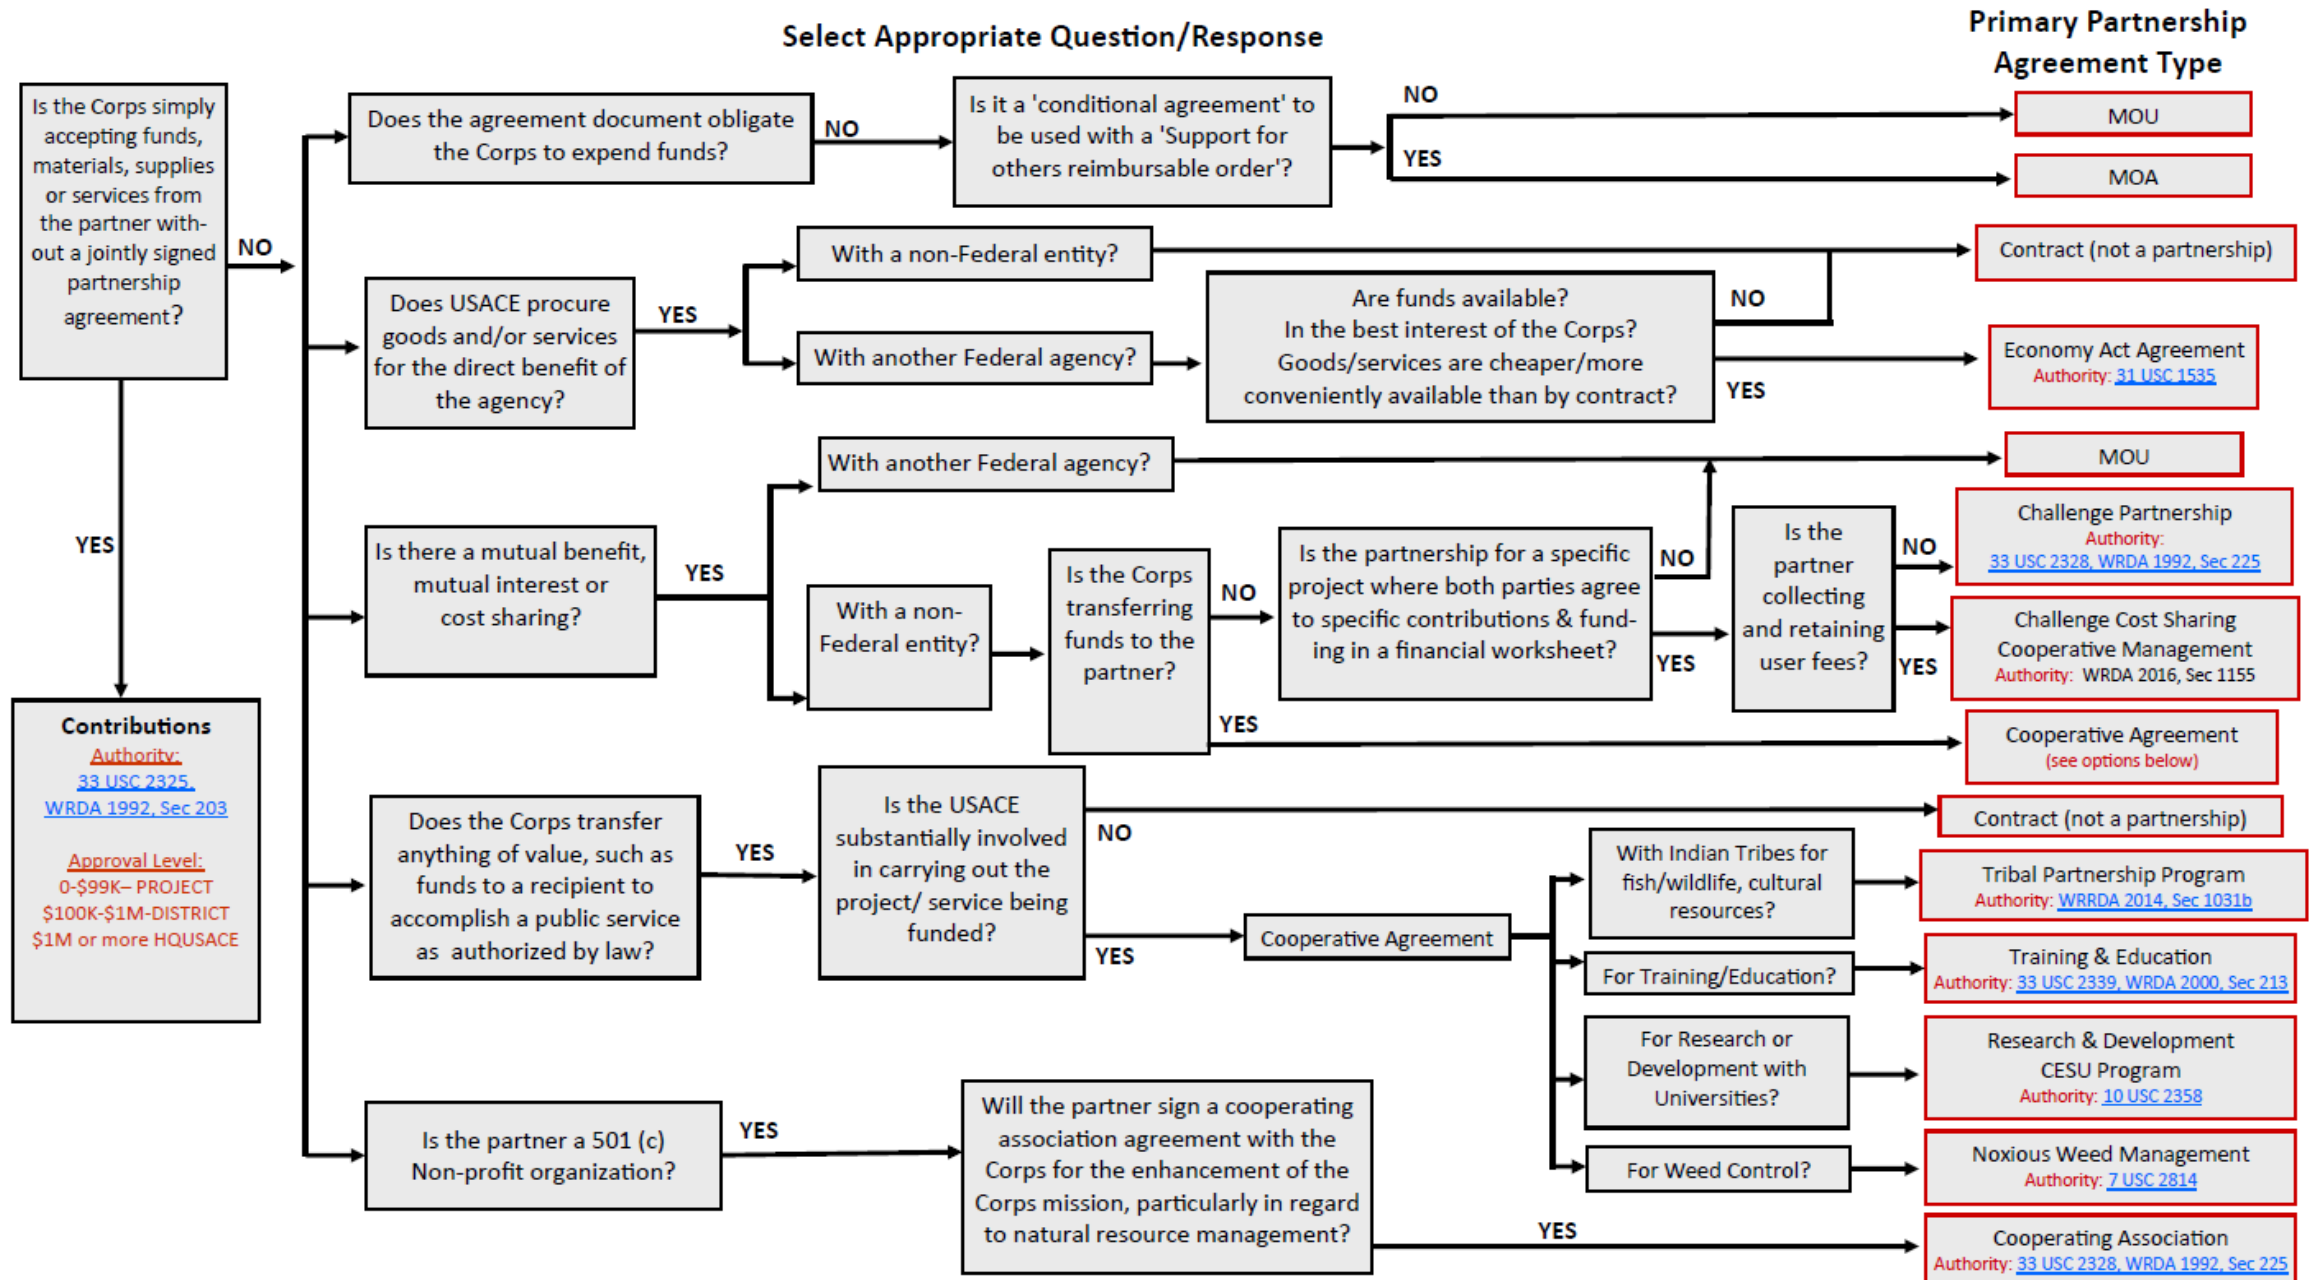 Select Appropriate Question/Response
Primary Partnership
Agreement Type
Is the Corps simply
accepting funds,
materials, supplies
or services from
the partner with-
out a jointly signed
partnership
agreement?
NO
YES
Contributions
Authority:
33 USC 2325,
WRDA 1992, Sec 203
Approval Level:
0-$99K– PROJECT
$100K-$1M-DISTRICT
$1M or more HQUSACE
Does the agreement document obligate
the Corps to expend funds?
NO
Is it a 'conditional agreement' to
be used with a 'Support for
others reimbursable order'?
NO
YES
MOU
MOA
Does USACE procure
goods and/or services
for the direct benefit of
the agency?
YES
With a non-Federal entity?
With another Federal agency?
Are funds available?
In the best interest of the Corps?
Goods/services are cheaper/more
conveniently available than by contract?
NO
YES
Contract (not a partnership)
Economy Act Agreement
Authority: 31 USC 1535
Is there a mutual benefit,
mutual interest or
cost sharing?
YES
With another Federal agency?
MOU
With a non-
Federal entity?
Is the Corps
transferring
funds to the
partner?
NO
YES
Is the partnership for a specific
project where both parties agree
to specific contributions & fund-
ing in a financial worksheet?
NO
YES
Is the
partner
collecting
and retaining
user fees?
NO
YES
Challenge Partnership
Authority:
33 USC 2328, WRDA 1992, Sec 225
Challenge Cost Sharing
Cooperative Management
Authority: WRDA 2016, Sec 1155
Cooperative Agreement
(see options below)
Does the Corps transfer
anything of value, such as
funds to a recipient to
accomplish a public service
as authorized by law?
YES
Is the USACE
substantially involved
in carrying out the
project/ service being
funded?
NO
YES
Contract (not a partnership)
Cooperative Agreement
With Indian Tribes for
fish/wildlife, cultural
resources?
Tribal Partnership Program
Authority: WRRDA 2014, Sec 1031b
For Training/Education?
Training & Education
Authority: 33 USC 2339, WRDA 2000, Sec 213
For Research or
Development with
Universities?
Research & Development
CESU Program
Authority: 10 USC 2358
For Weed Control?
Noxious Weed Management
Authority: 7 USC 2814
Is the partner a 501 (c)
Non-profit organization?
YES
Will the partner sign a cooperating
association agreement with the
Corps for the enhancement of the
Corps mission, particularly in regard
to natural resource management?
YES
Cooperating Association
Authority: 33 USC 2328, WRDA 1992, Sec 225